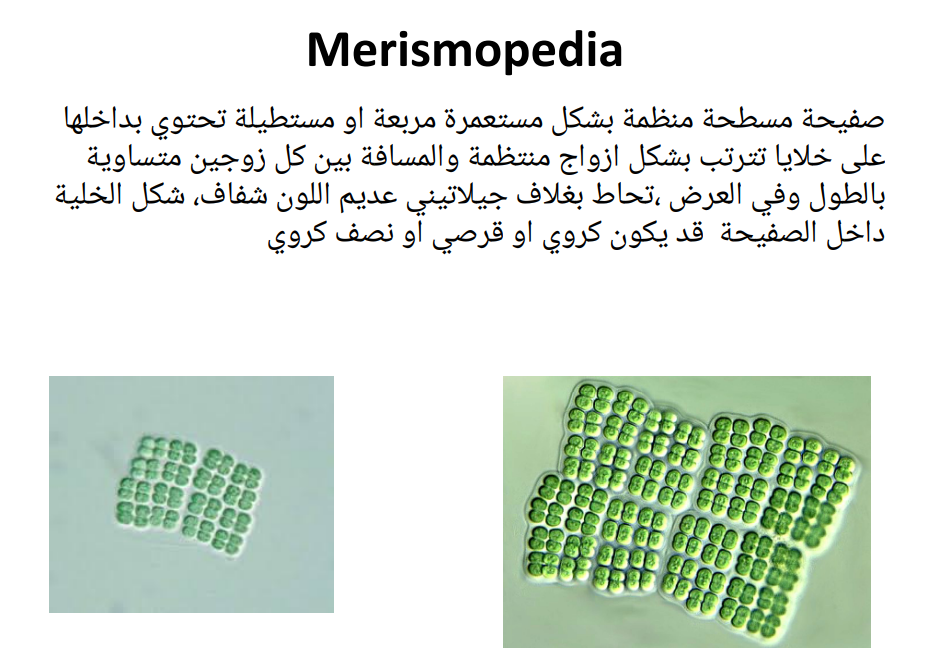 Merismopedia
صفيحة مسطحة منظمة بشكل مستعمرة مربعة او مستطيلة تحتوي بداخلها
على خلايا تترتب بشكل ازواج منتظمة والمسافة بين كل زوجين متساوية
بالطول وفي العرض ،تحاط بغلاف جيلاتيني عديم اللون شفاف، شكل الخلية
داخل الصفيحة قد يكون كروي او قرصي او نصف كروي